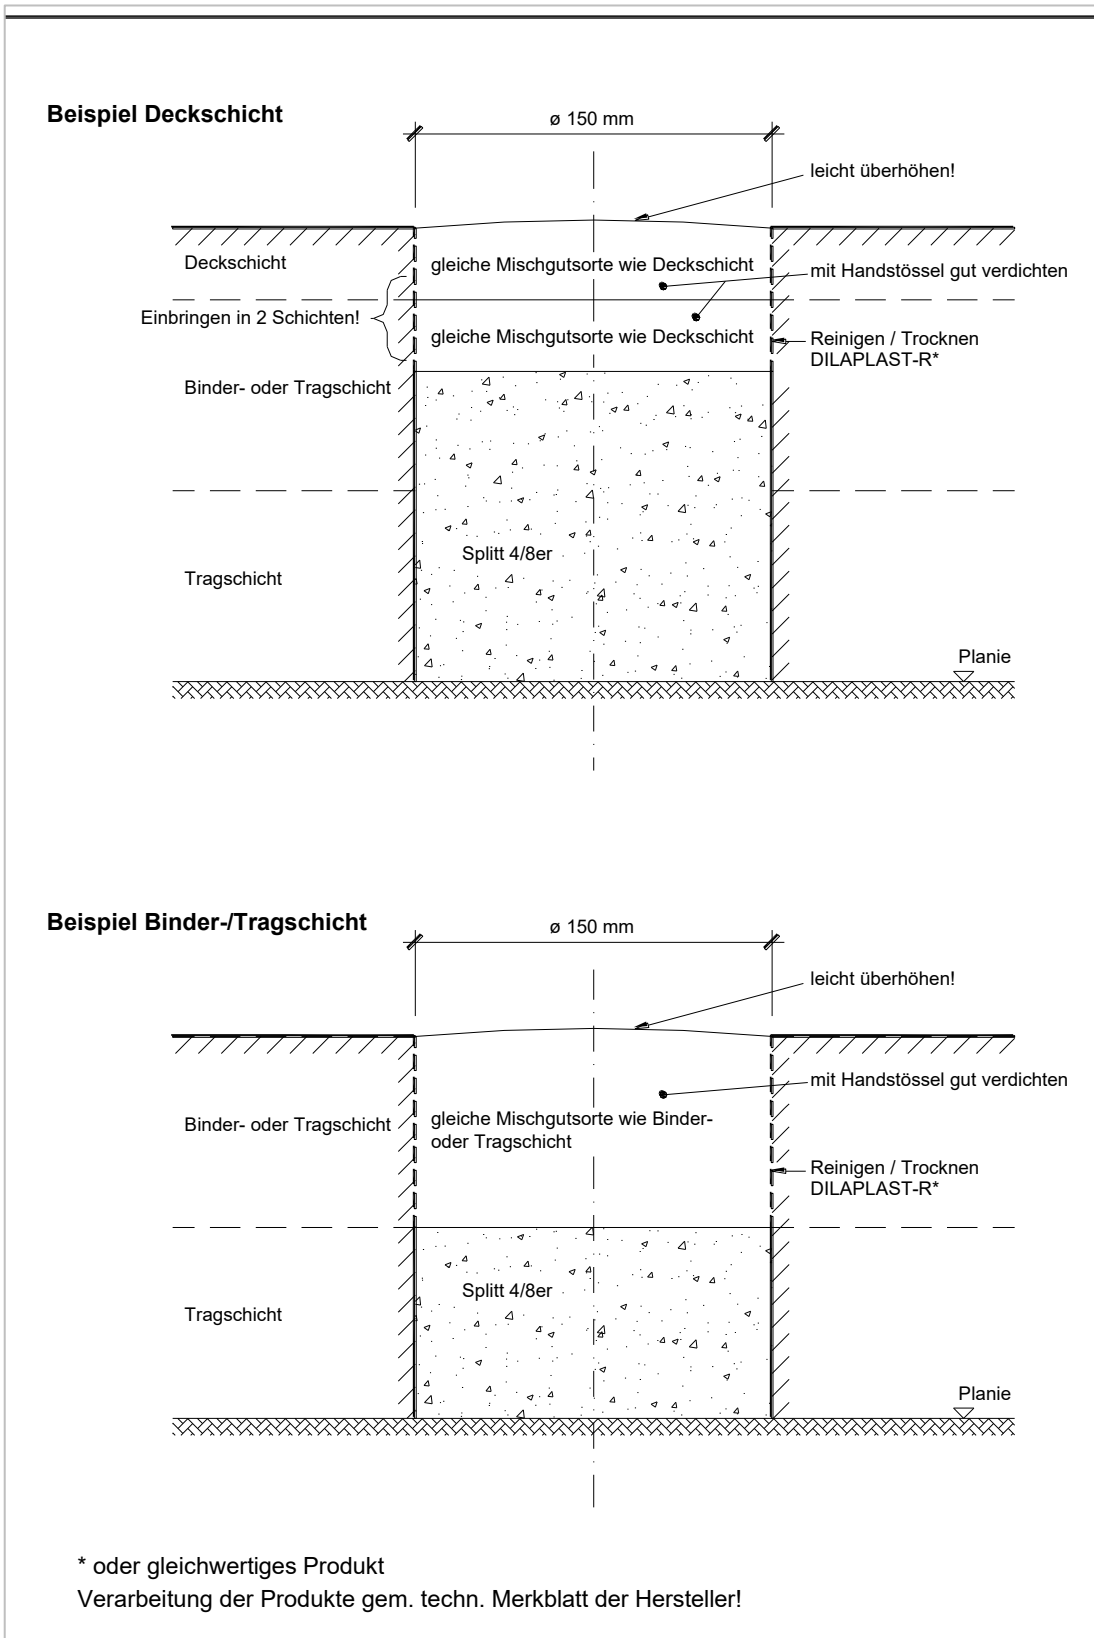 Beispiel Deckschicht
ø 150 mm
leicht überhöhen!
Deckschicht
gleiche Mischgutsorte wie Deckschicht
mit Handstössel gut verdichten
Einbringen in 2 Schichten!
gleiche Mischgutsorte wie Deckschicht
Reinigen / Trocknen
DILAPLAST-R*
Binder- oder Tragschicht
Splitt 4/8er
Tragschicht
Planie
Beispiel Binder-/Tragschicht
ø 150 mm
leicht überhöhen!
mit Handstössel gut verdichten
Binder- oder Tragschicht
gleiche Mischgutsorte wie Binder-
oder Tragschicht
Reinigen / Trocknen
DILAPLAST-R*
Splitt 4/8er
Tragschicht
Planie
* oder gleichwertiges Produkt
Verarbeitung der Produkte gem. techn. Merkblatt der Hersteller!